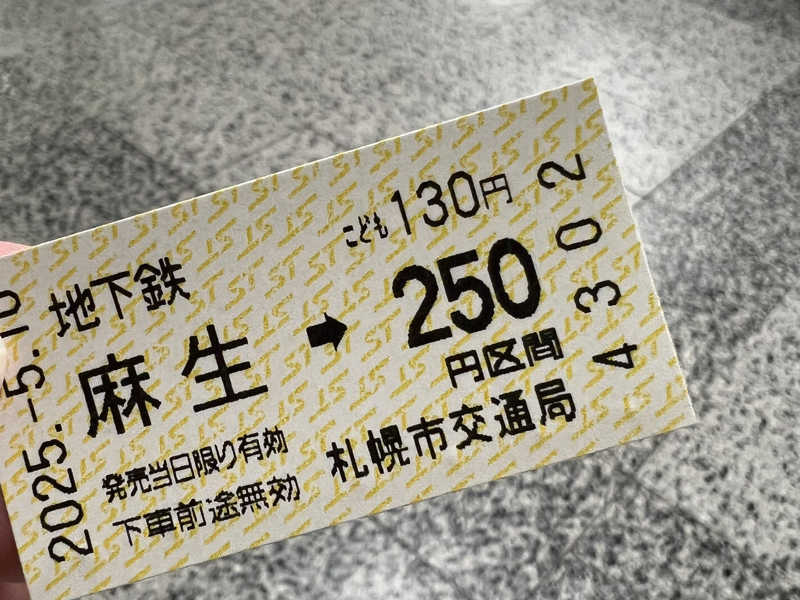 2025.-5.10
地下鉄
麻生
発売当日限り有効
下車前途無効
➡
こども130円
250
円区間
札幌市交通局
4302